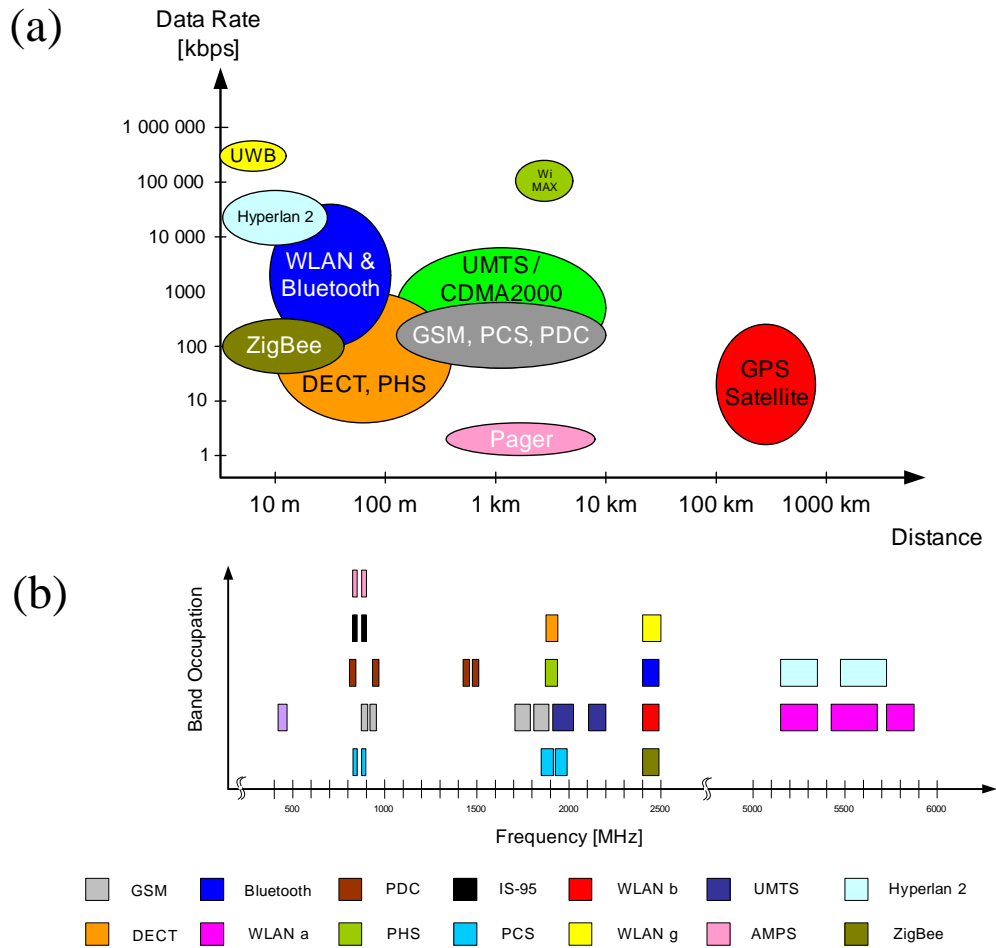 (a)
Data Rate
[kbps]
1 000 000
100 000
10 000
1000
100
10
1
UWB
Wi
MAX
Hyperlan 2
WLAN &
Bluetooth
UMTS /
CDMA2000
GSM, PCS, PDC
ZigBee
DECT, PHS
GPS
Satellite
Pager
10 m
100 m
1 km
10 km
100 km
1000 km
Distance
(b)
Band Occupation
500
1000
1500
2000
2500
5000
5500
6000
Frequency [MHz]
GSM
Bluetooth
PDC
IS-95
WLAN b
UMTS
Hyperlan 2
DECT
WLAN a
PHS
PCS
WLAN g
AMPS
ZigBee